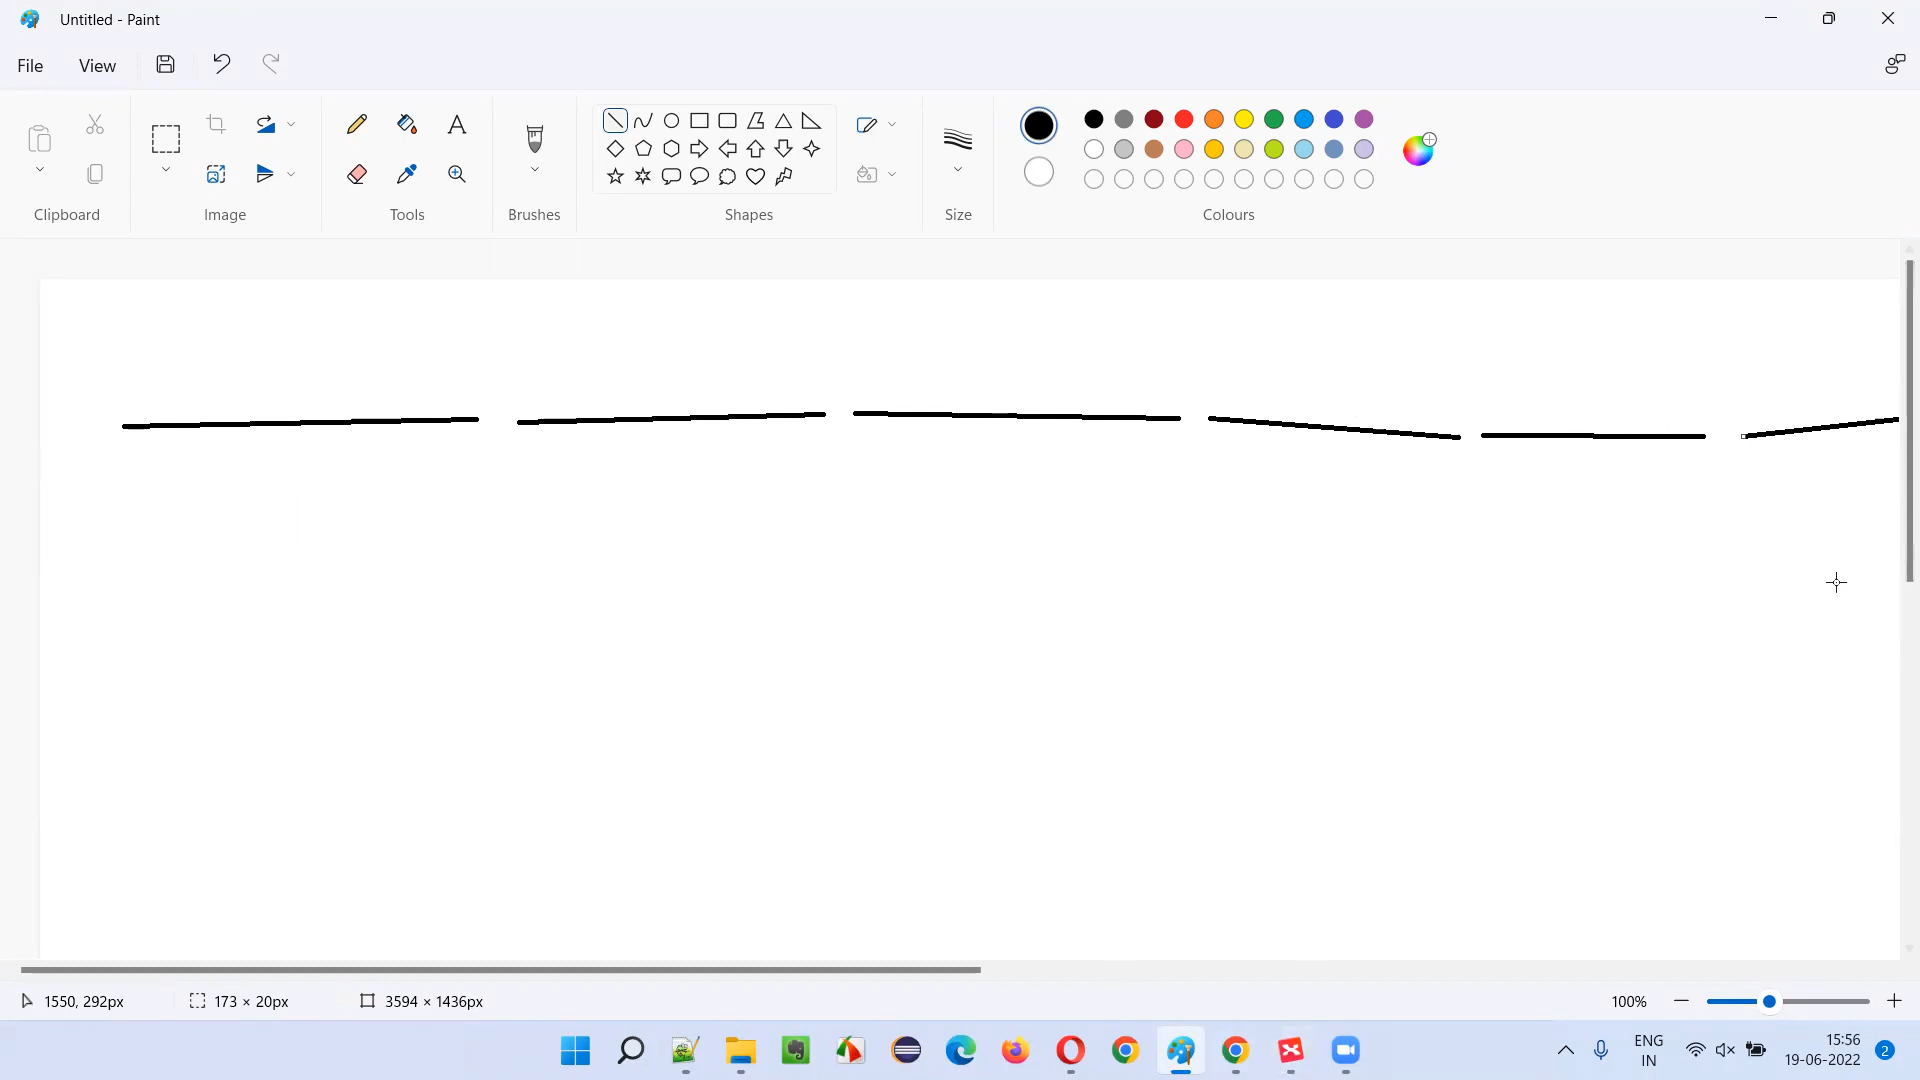 Untitled - Paint
File View
Clipboard Image Tools Brushes Shapes Size Colours
1550, 292px 173 × 20px 3594 × 1436px 100%
ENG 15:56
IN 19-06-2022 2